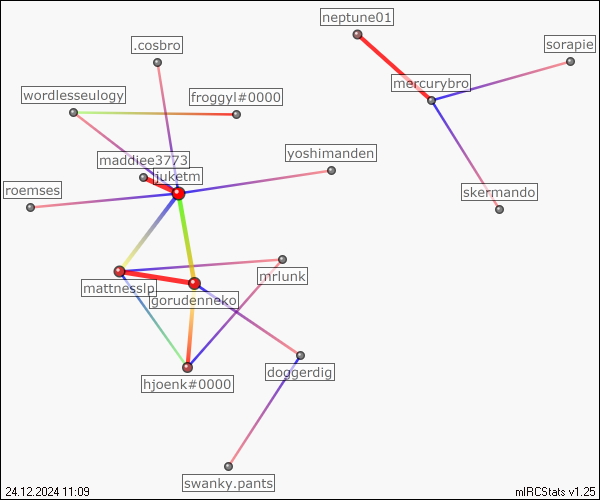 neptune01
.cosbro
sorapie
mercurybro
wordlesseulogy
froggyl#0000
maddiee3773
yoshimanden
juketm
roemses
skermando
mrlunk
mattnesslp
gorudenneko
doggerdig
hjoenk#0000
swanky.pants
24.12.2024 11:09
mIRCStats v1.25